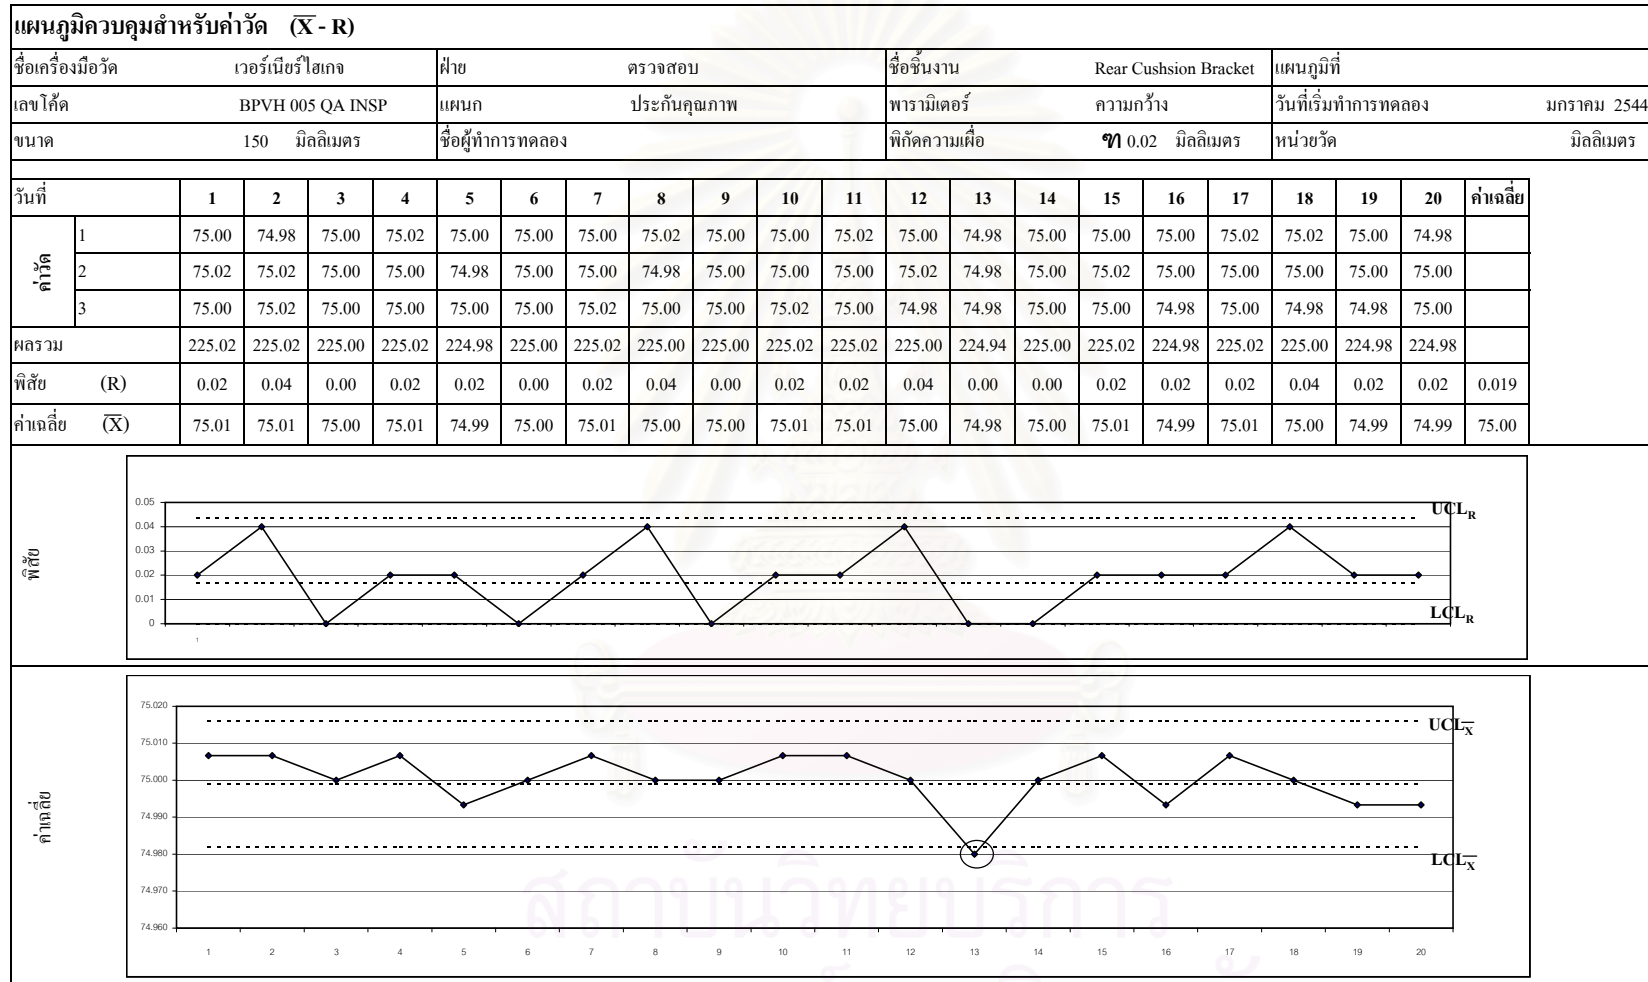 แผนภูมิควบคุมสำหรับค่าวัด (X̅ - R)
ชื่อเครื่องมือวัด เวอร์เนียร์ไฮเกจ ฝ่าย ตรวจสอบ ชื่อชิ้นงาน Rear Cushsion Bracket แผนภูมิที่
เลขโค้ด BPVH 005 QA INSP แผนก ประกันคุณภาพ พารามิเตอร์ ความกว้าง วันที่เริ่มทำการทดลอง มกราคม 2544
ขนาด 150 มิลลิเมตร ชื่อผู้ทำการทดลอง พิกัดความเผื่อ ฑ 0.02 มิลลิเมตร หน่วยวัด มิลลิเมตร
วันที่ 1 2 3 4 5 6 7 8 9 10 11 12 13 14 15 16 17 18 19 20 ค่าเฉลี่ย
ค่าวัด
1 75.00 74.98 75.00 75.02 75.00 75.00 75.00 75.02 75.00 75.00 75.02 75.00 74.98 75.00 75.00 75.00 75.02 75.02 75.00 74.98
2 75.02 75.02 75.00 75.00 74.98 75.00 75.00 74.98 75.00 75.00 75.00 75.02 74.98 75.00 75.02 75.00 75.00 75.00 75.00 75.00
3 75.00 75.02 75.00 75.00 75.00 75.00 75.02 75.00 75.00 75.02 75.00 74.98 74.98 75.00 75.00 74.98 75.00 74.98 74.98 75.00
ผลรวม 225.02 225.02 225.00 225.02 224.98 225.00 225.02 225.00 225.00 225.02 225.02 225.00 224.94 225.00 225.02 224.98 225.02 225.00 224.98 224.98
พิสัย (R) 0.02 0.04 0.00 0.02 0.02 0.00 0.02 0.04 0.00 0.02 0.02 0.04 0.00 0.00 0.02 0.02 0.02 0.04 0.02 0.02 0.019
ค่าเฉลี่ย (X̅) 75.01 75.01 75.00 75.01 74.99 75.00 75.01 75.00 75.00 75.01 75.01 75.00 74.98 75.00 75.01 74.99 75.01 75.00 74.99 74.99 75.00
พิสัย
0.05
UCL_R
0.04
0.03
0.02
0.01
LCL_R
0
1
ค่าเฉลี่ย
75.020
UCL_X̅
75.010
75.000
74.990
74.980
LCL_X̅
74.970
74.960
1 2 3 4 5 6 7 8 9 10 11 12 13 14 15 16 17 18 19 20
สถาบันวิทยบริการ